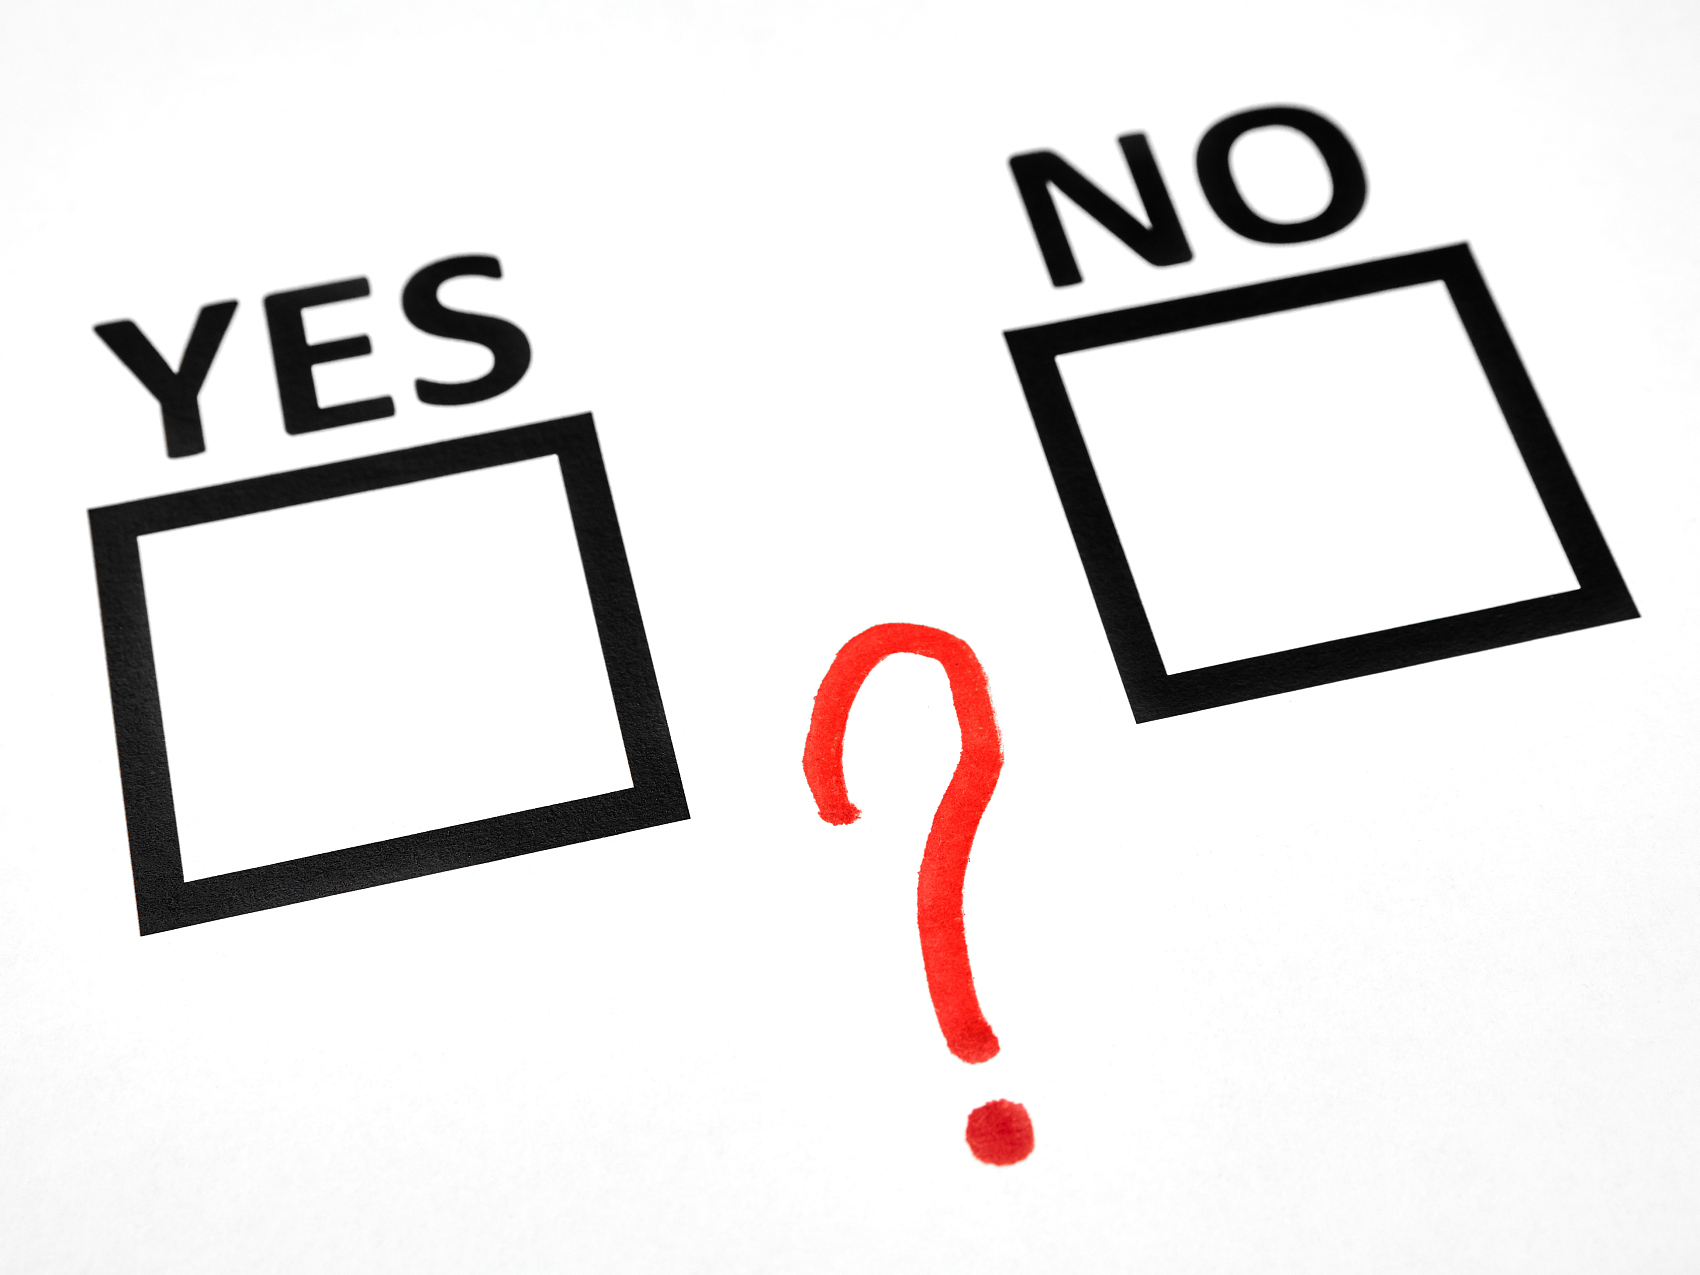 YES NO
?